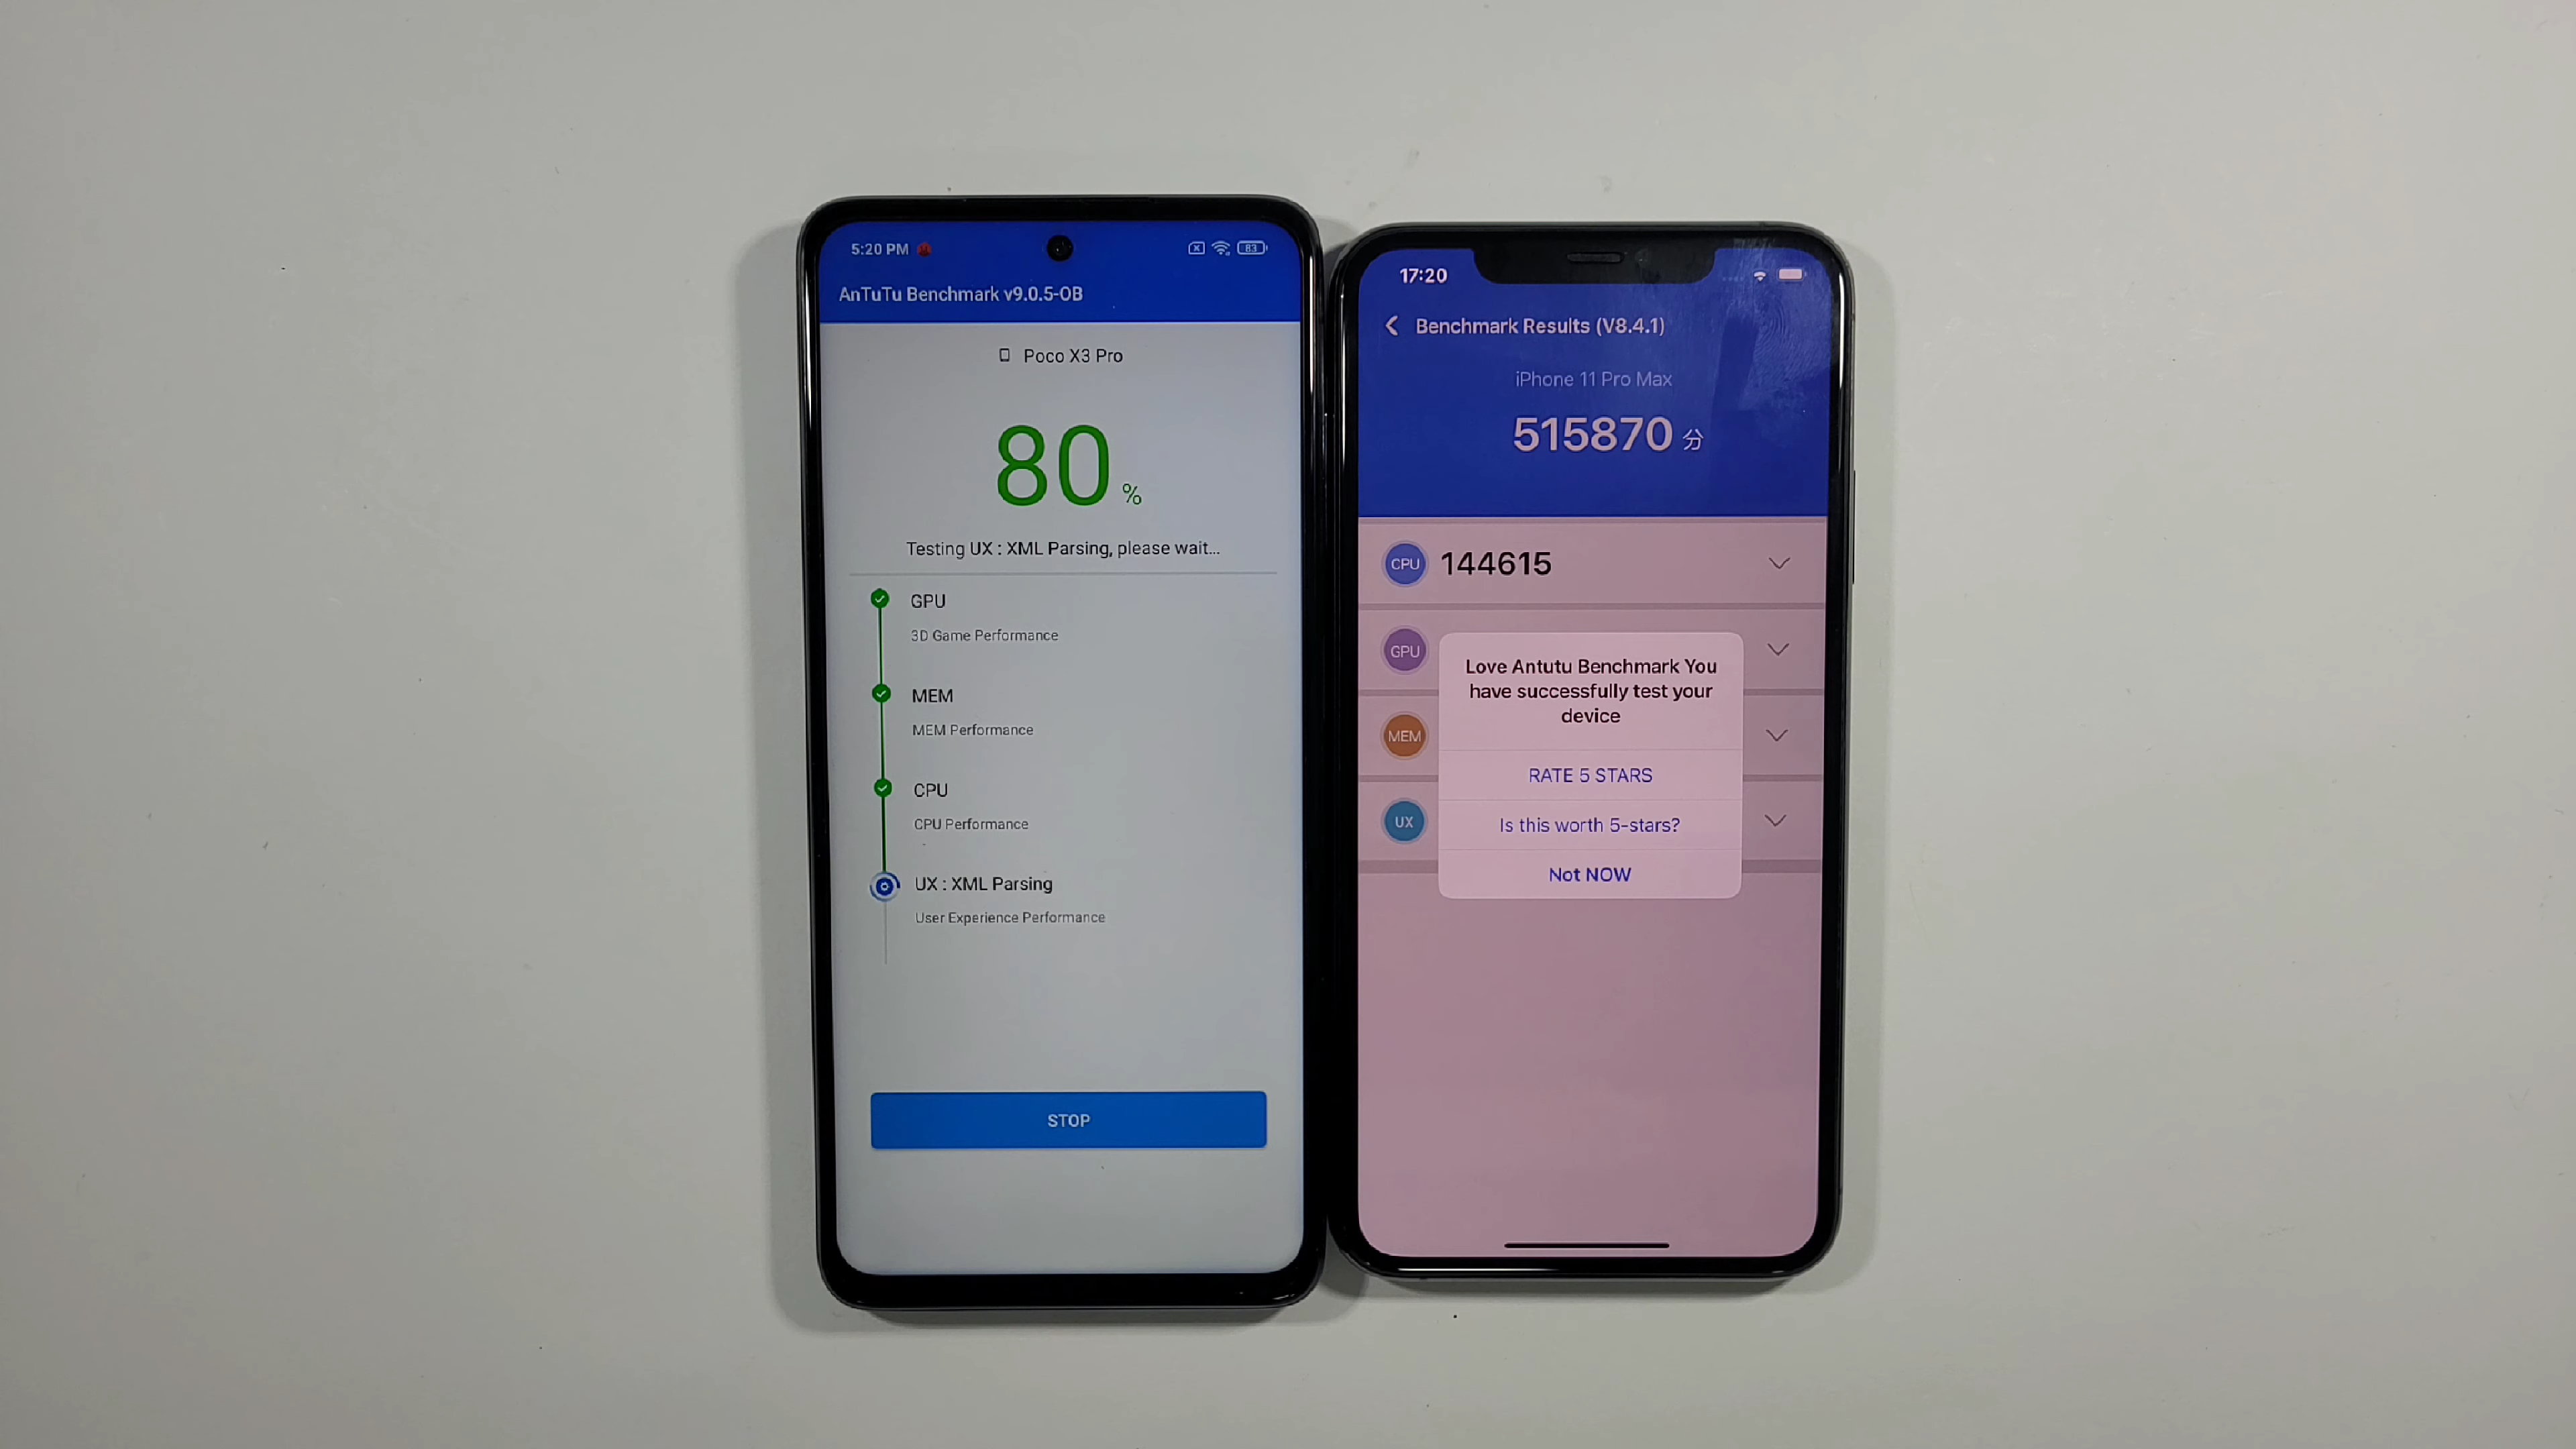 5:20 PM
83
AnTuTu Benchmark v9.0.5-OB
Poco X3 Pro
80 %
Testing UX : XML Parsing, please wait...
GPU
3D Game Performance
MEM
MEM Performance
CPU
CPU Performance
UX : XML Parsing
User Experience Performance
STOP
17:20
Benchmark Results (V8.4.1)
iPhone 11 Pro Max
515870 分
CPU 144615
GPU
MEM
UX
Love Antutu Benchmark You
have successfully test your
device
RATE 5 STARS
Is this worth 5-stars?
Not NOW